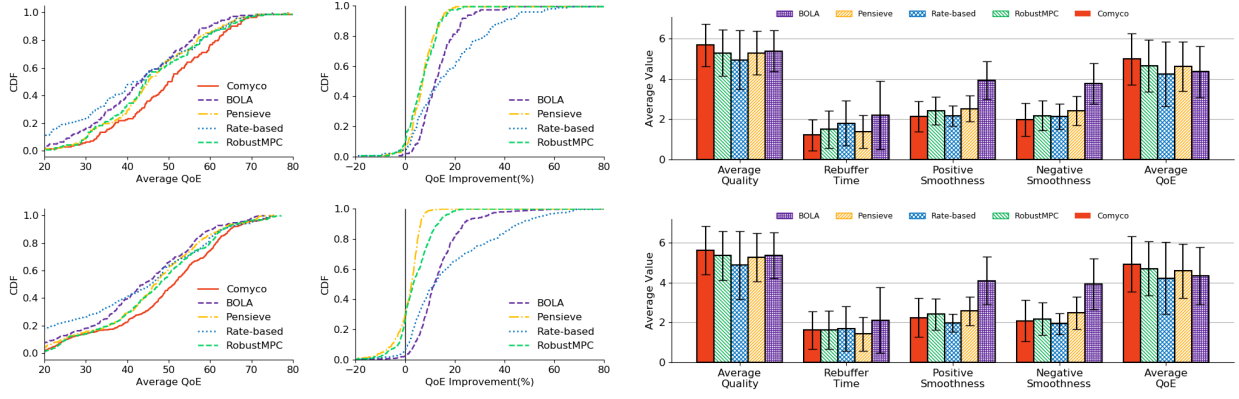 1.0
0.8
0.6
0.4
0.2
0.0
CDF
Comyco
BOLA
Pensieve
Rate-based
RobustMPC
20 30 40 50 60 70 80
Average QoE
1.0
0.8
0.6
0.4
0.2
0.0
CDF
BOLA
Pensieve
Rate-based
RobustMPC
−20 0 20 40 60 80
QoE Improvement(%)
BOLA Pensieve Rate-based RobustMPC Comyco
6
4
2
0
Average Value
Average Quality
Rebuffer Time
Positive Smoothness
Negative Smoothness
Average QoE
1.0
0.8
0.6
0.4
0.2
0.0
CDF
Comyco
BOLA
Pensieve
Rate-based
RobustMPC
20 30 40 50 60 70 80
Average QoE
1.0
0.8
0.6
0.4
0.2
0.0
CDF
BOLA
Pensieve
Rate-based
RobustMPC
−20 0 20 40 60 80
QoE Improvement(%)
BOLA Pensieve Rate-based RobustMPC Comyco
6
4
2
0
Average Value
Average Quality
Rebuffer Time
Positive Smoothness
Negative Smoothness
Average QoE